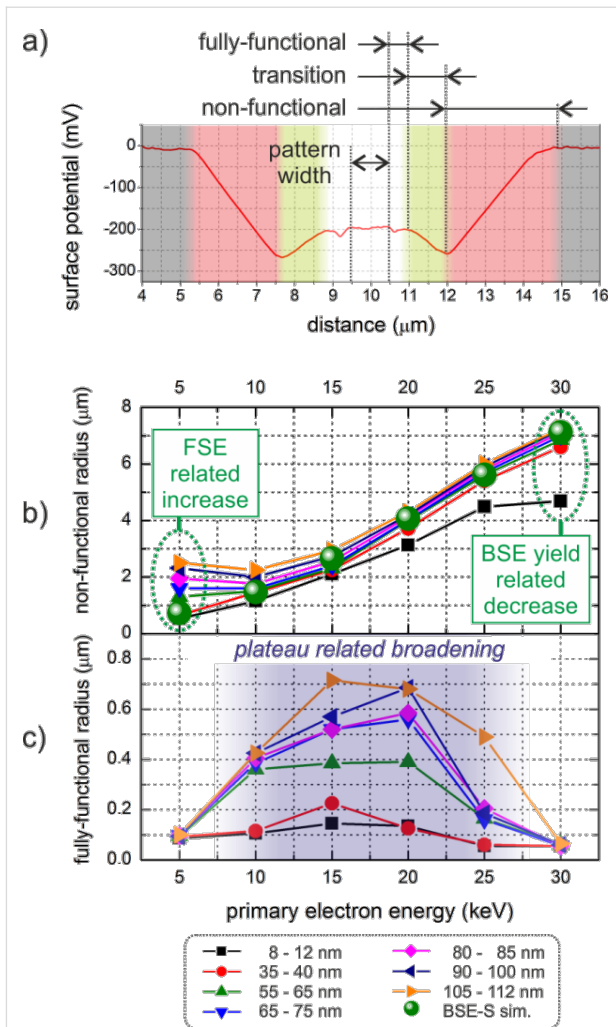 a)
fully-functional
transition
non-functional
surface potential (mV)
0
-100
-200
-300
pattern
width
4 5 6 7 8 9 10 11 12 13 14 15 16
distance (µm)
b)
5 10 15 20 25 30
non-functional radius (µm)
8
6
4
2
0
FSE
related
increase
BSE yield
related
decrease
c)
plateau related broadening
fully-functional radius (µm)
0.8
0.6
0.4
0.2
0.0
5 10 15 20 25 30
primary electron energy (keV)
8 - 12 nm 80 - 85 nm
35 - 40 nm 90 - 100 nm
55 - 65 nm 105 - 112 nm
65 - 75 nm BSE-S sim.